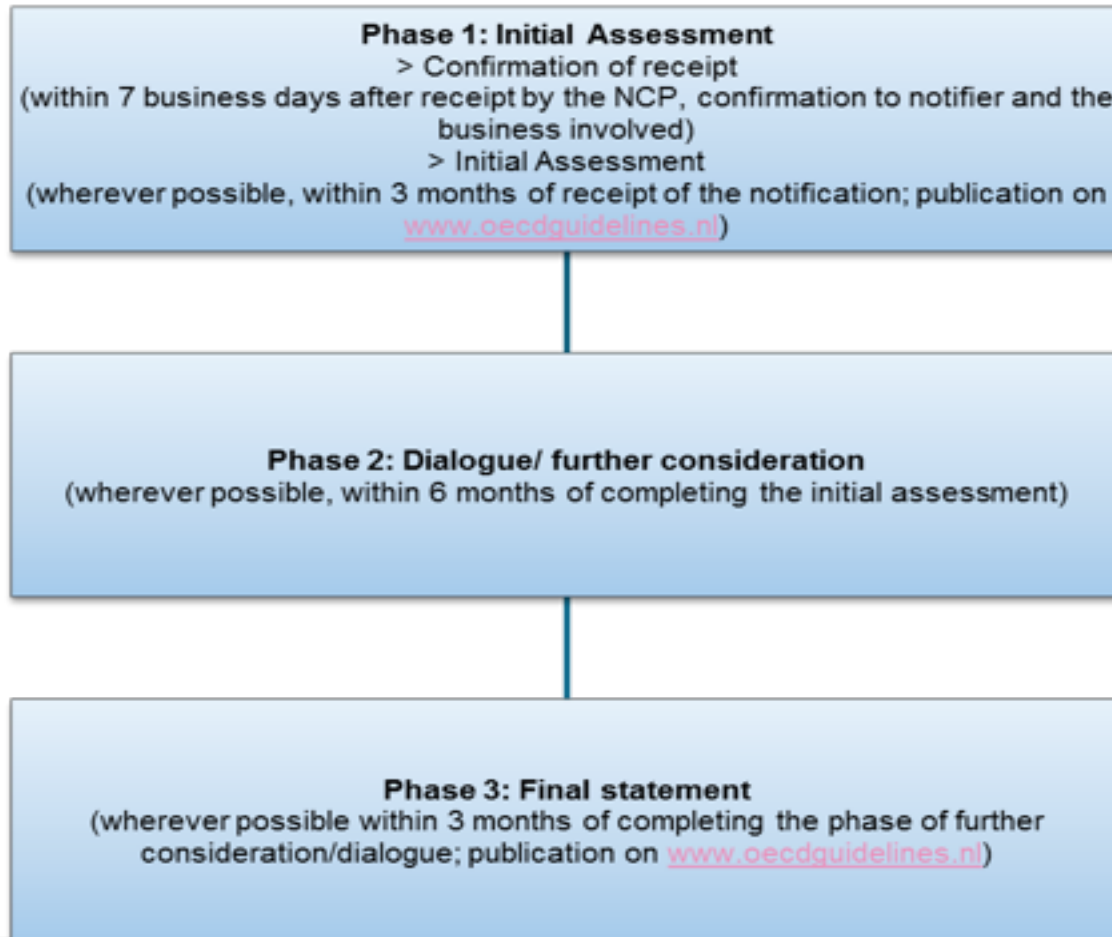 Phase 1: Initial Assessment
> Confirmation of receipt
(within 7 business days after receipt by the NCP, confirmation to notifier and the
business involved)
> Initial Assessment
(wherever possible, within 3 months of receipt of the notification; publication on
www.oecdguidelines.nl)
Phase 2: Dialogue/ further consideration
(wherever possible, within 6 months of completing the initial assessment)
Phase 3: Final statement
(wherever possible within 3 months of completing the phase of further
consideration/dialogue; publication on www.oecdguidelines.nl)